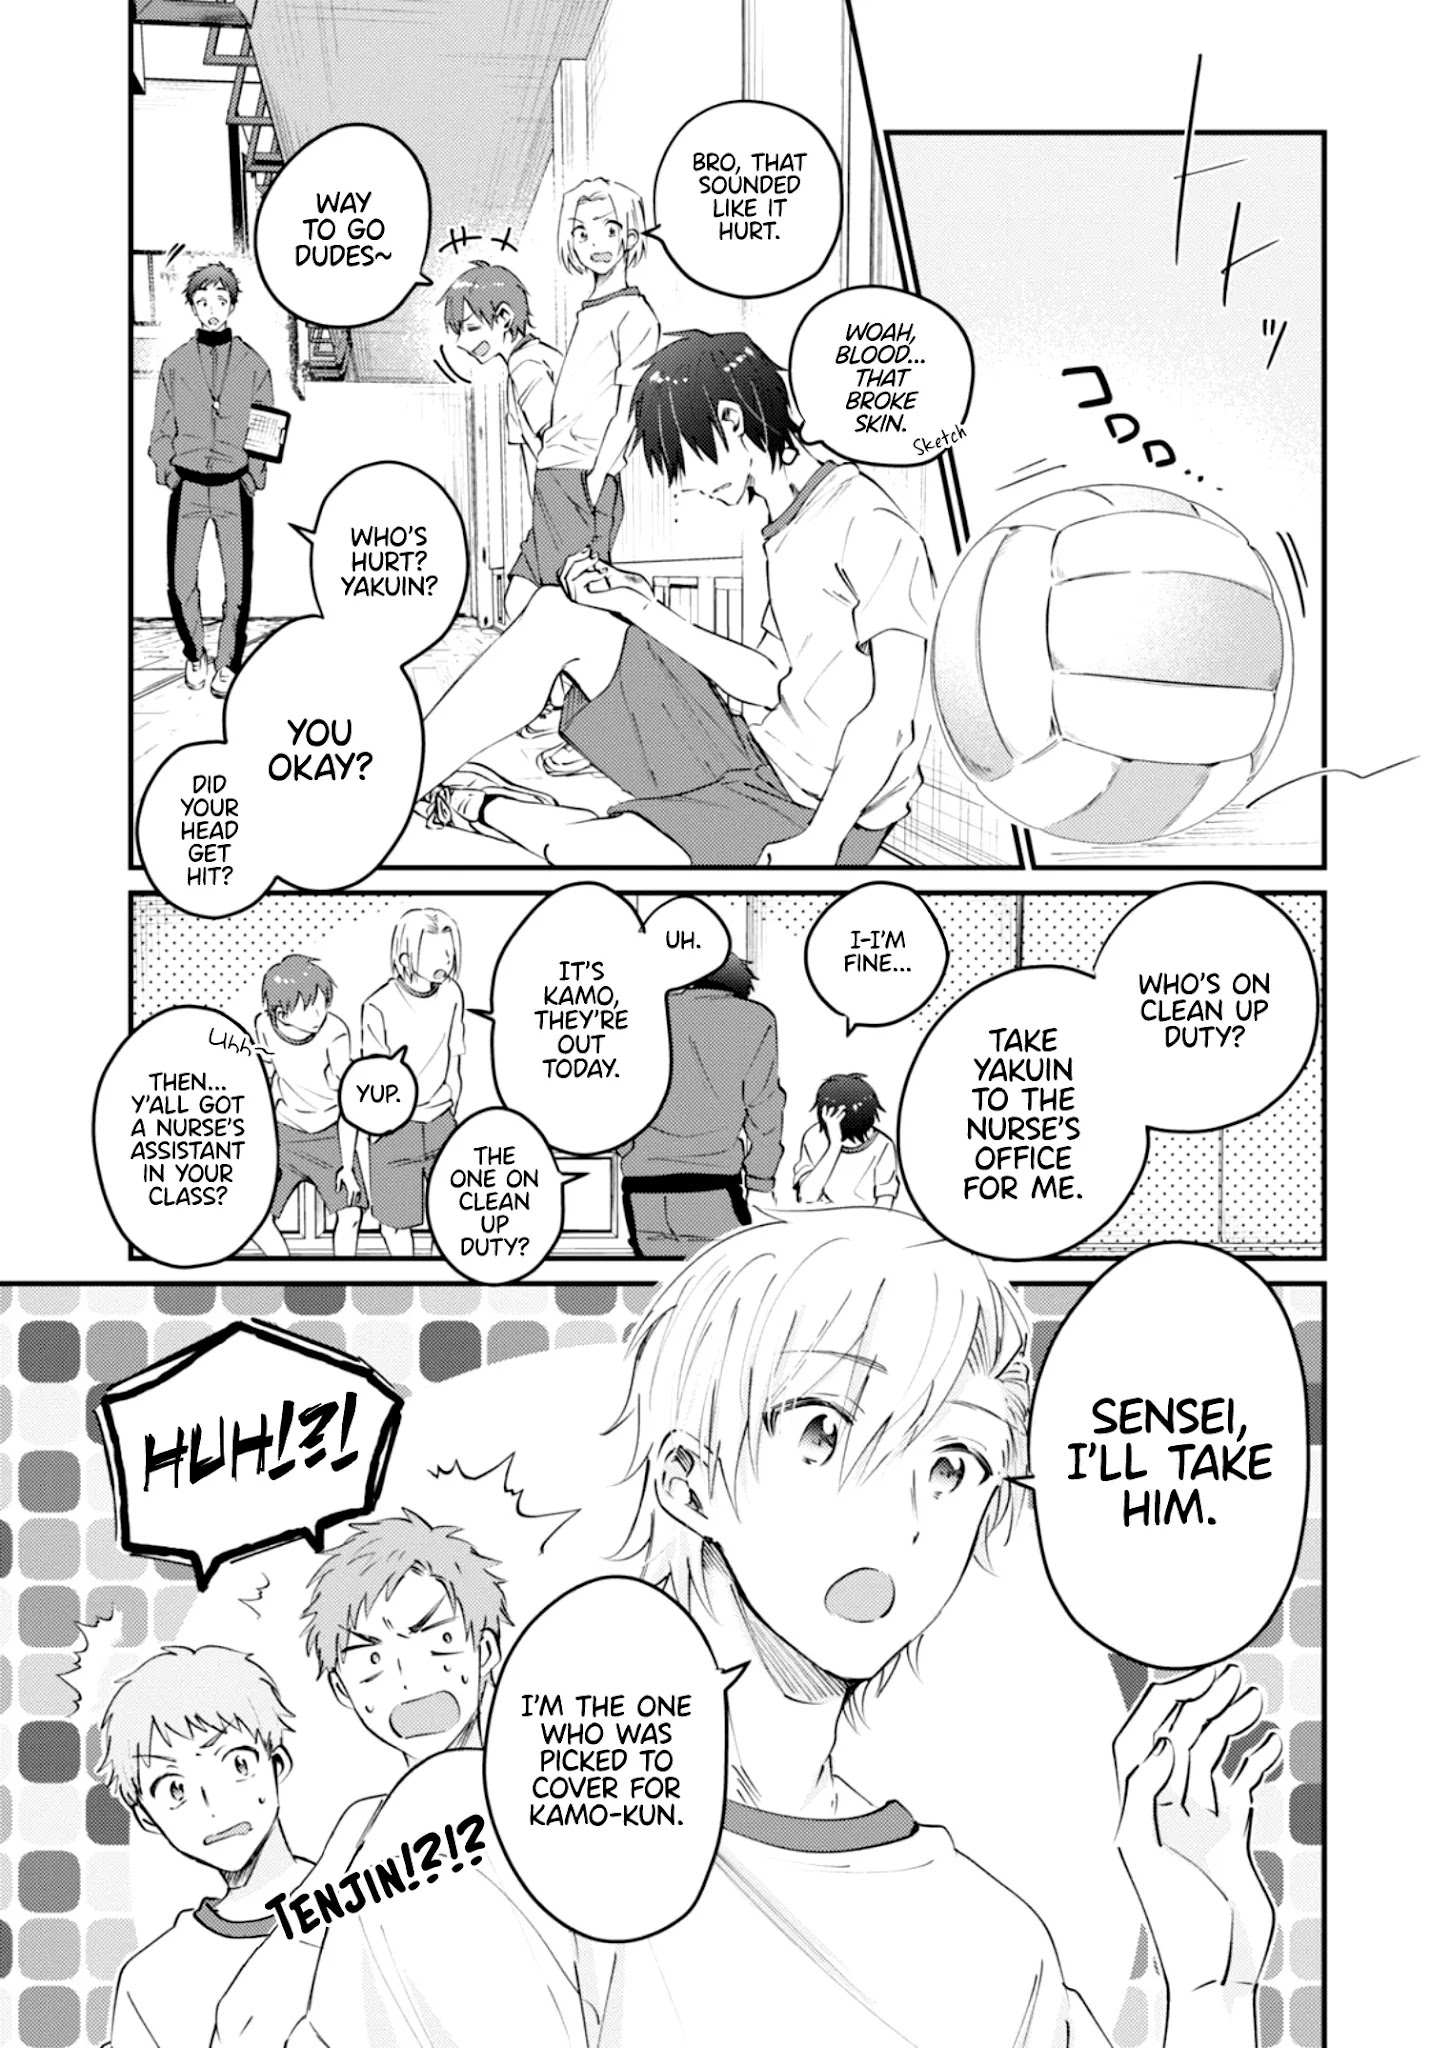 コロロ...
BRO, THAT
SOUNDED
LIKE IT
HURT.
WOAH,
BLOOD...
THAT
BROKE
SKIN.
Sketch
WAY
TO GO
DUDES~
WHO'S
HURT?
YAKUIN?
YOU
OKAY?
DID
YOUR
HEAD
GET
HIT?
WHO'S ON
CLEAN UP
DUTY?
TAKE
YAKUIN
TO THE
NURSE'S
OFFICE
FOR ME.
I-I'M
FINE...
UH.
IT'S
KAMO,
THEY'RE
OUT
TODAY.
THE
ONE ON
CLEAN
UP
DUTY?
YUP.
Uhh~
THEN...
Y'ALL GOT
A NURSE'S
ASSISTANT
IN YOUR
CLASS?
SENSEI,
I'LL TAKE
HIM.
I'M THE ONE
WHO WAS
PICKED TO
COVER FOR
KAMO-KUN.
HUH!?!
TENJIN!?!?